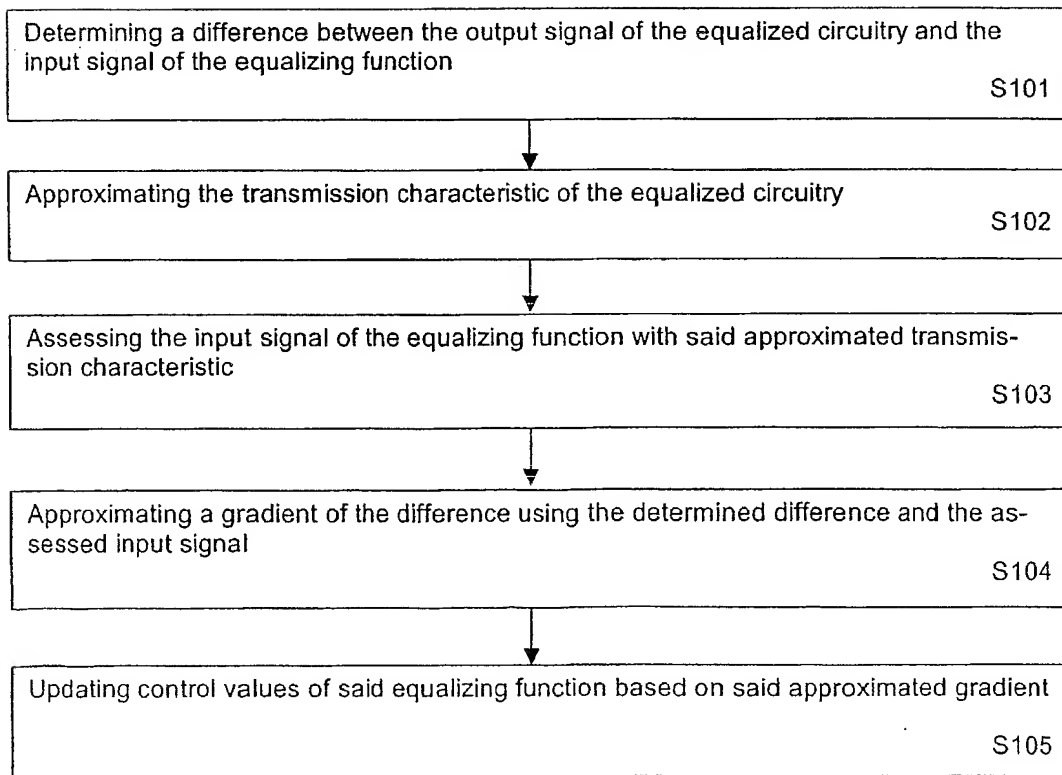 Determining a difference between the output signal of the equalized circuitry and the
input signal of the equalizing function
S101
Approximating the transmission characteristic of the equalized circuitry
S102
Assessing the input signal of the equalizing function with said approximated transmis-
sion characteristic
S103
Approximating a gradient of the difference using the determined difference and the as-
sessed input signal
S104
Updating control values of said equalizing function based on said approximated gradient
S105